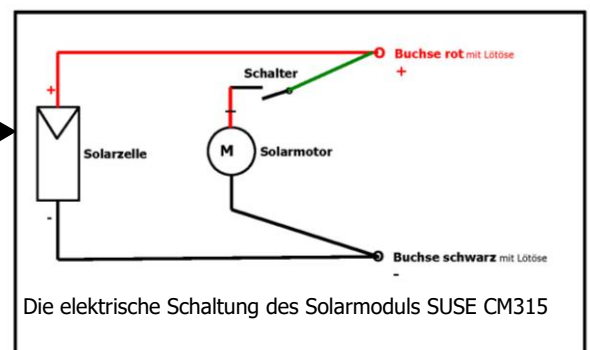 Buchse rot mit Lötöse
+
Schalter
+
+
Solarzelle
M
Solarmotor
-
Buchse schwarz mit Lötöse
-
Die elektrische Schaltung des Solarmoduls SUSE CM315